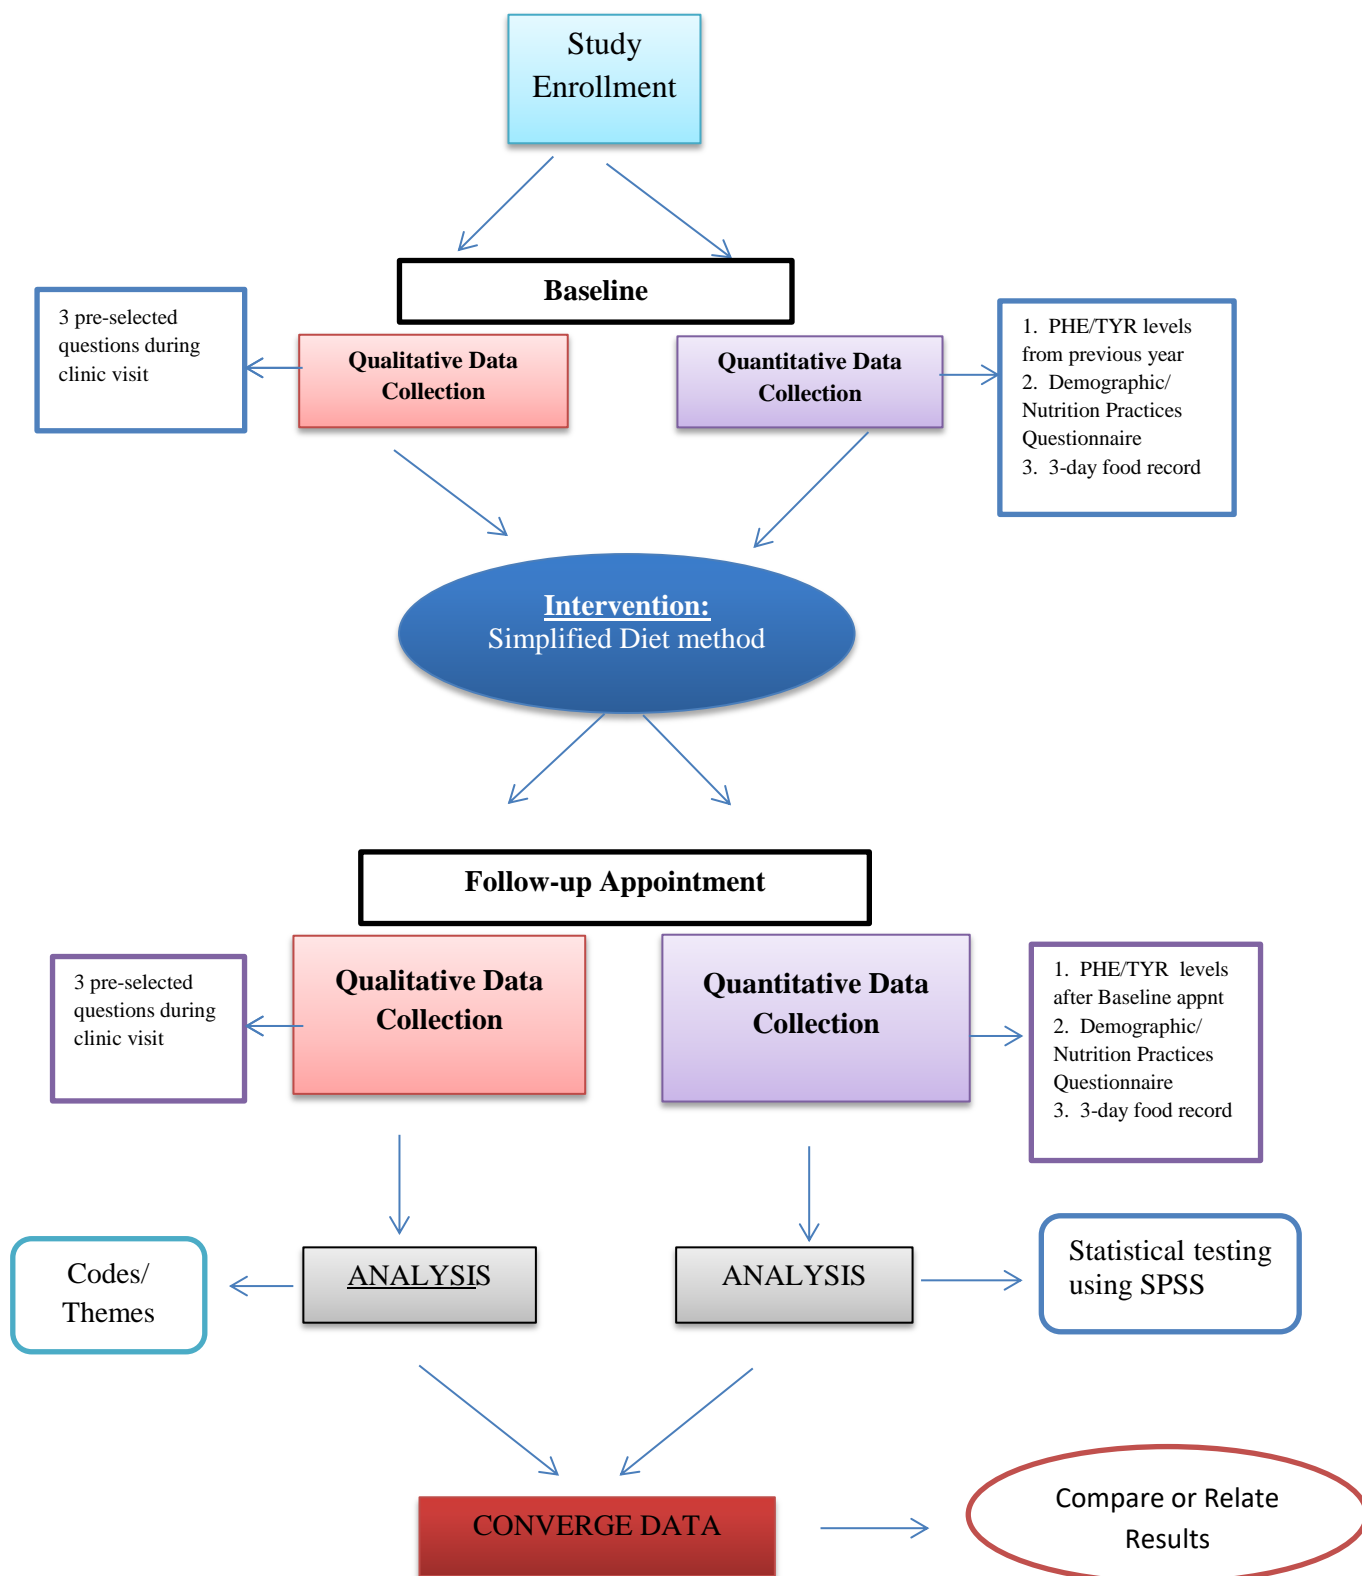 Study
Enrollment
Baseline
3 pre-selected
questions during
clinic visit
Qualitative Data
Collection
Quantitative Data
Collection
1. PHE/TYR levels
from previous year
2. Demographic/
Nutrition Practices
Questionnaire
3. 3-day food record
Intervention:
Simplified Diet method
Follow-up Appointment
3 pre-selected
questions during
clinic visit
Qualitative Data
Collection
Quantitative Data
Collection
1. PHE/TYR levels
after Baseline appnt
2. Demographic/
Nutrition Practices
Questionnaire
3. 3-day food record
Codes/
Themes
ANALYSIS
ANALYSIS
Statistical testing
using SPSS
CONVERGE DATA
Compare or Relate
Results